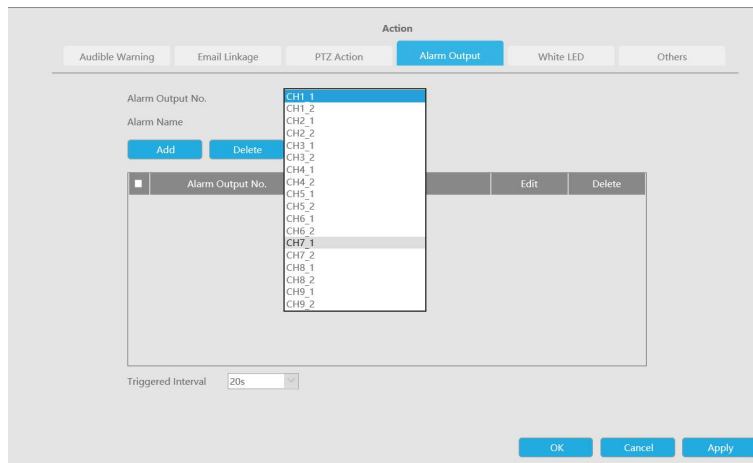 Action
Audible Warning Email Linkage PTZ Action Alarm Output White LED Others
Alarm Output No. CH1_1
CH1_2
Alarm Name CH2_1
CH2_2
Add Delete CH3_1
CH3_2
CH4_1
Alarm Output No. CH4_2 Edit Delete
CH5_1
CH5_2
CH6_1
CH6_2
CH7_1
CH7_2
CH8_1
CH8_2
CH9_1
CH9_2
Triggered Interval 20s
OK Cancel Apply